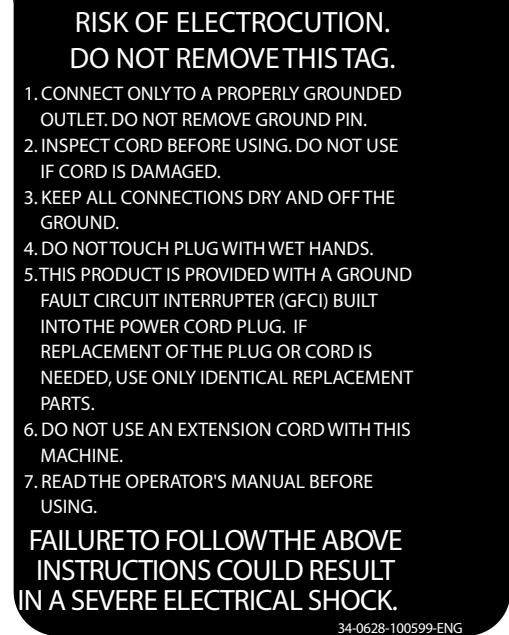 RISK OF ELECTROCUTION.
DO NOT REMOVE THIS TAG.
1. CONNECT ONLY TO A PROPERLY GROUNDED
OUTLET. DO NOT REMOVE GROUND PIN.
2. INSPECT CORD BEFORE USING. DO NOT USE
IF CORD IS DAMAGED.
3. KEEP ALL CONNECTIONS DRY AND OFF THE
GROUND.
4. DO NOT TOUCH PLUG WITH WET HANDS.
5. THIS PRODUCT IS PROVIDED WITH A GROUND
FAULT CIRCUIT INTERRUPTER (GFCI) BUILT
INTO THE POWER CORD PLUG. IF
REPLACEMENT OF THE PLUG OR CORD IS
NEEDED, USE ONLY IDENTICAL REPLACEMENT
PARTS.
6. DO NOT USE AN EXTENSION CORD WITH THIS
MACHINE.
7. READ THE OPERATOR'S MANUAL BEFORE
USING.
FAILURE TO FOLLOW THE ABOVE
INSTRUCTIONS COULD RESULT
IN A SEVERE ELECTRICAL SHOCK.
34-0628-100599-ENG